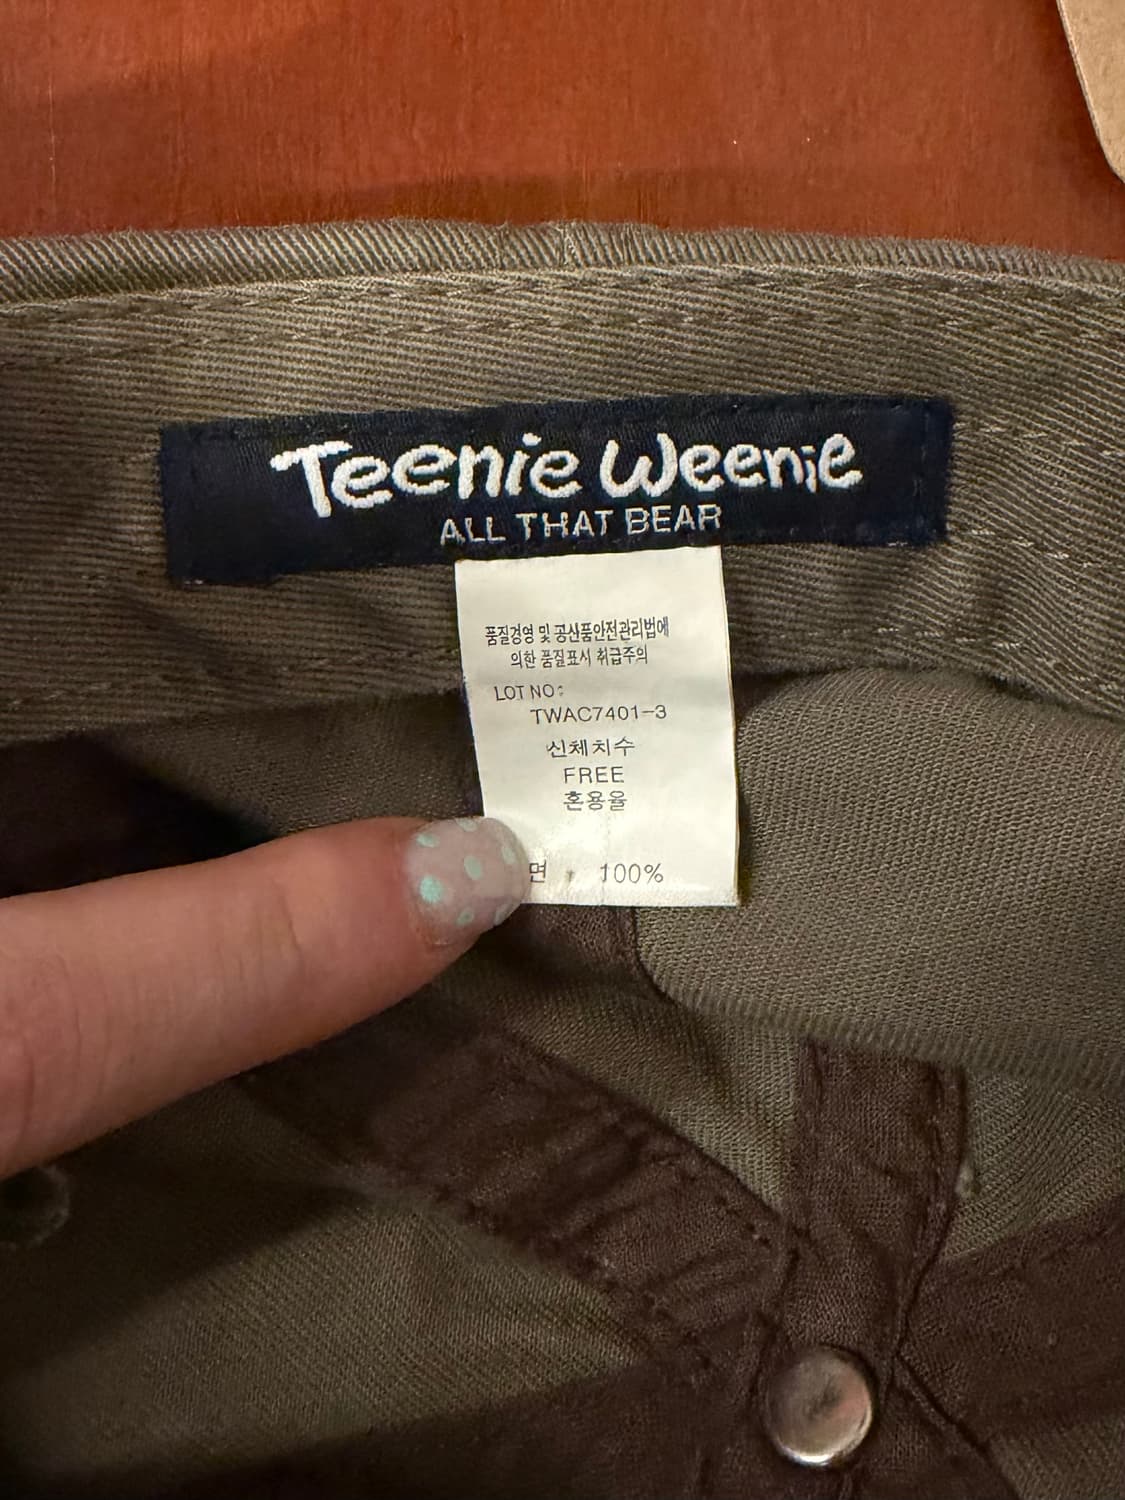 Teenie Weenie
ALL THAT BEAR
품질경영 및 공산품안전관리법에
의한 품질표시 취급주의
LOT NO:
TWAC7401-3
신체치수
FREE
혼용율
면 100%